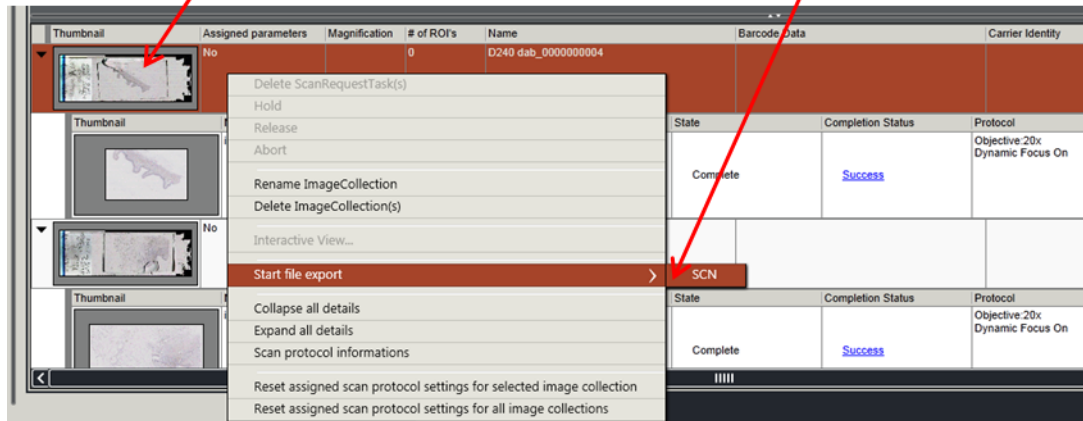 Thumbnail Assigned parameters Magnification # of ROI's Name Barcode Data Carrier Identity
No 0 D240 dab_0000000004
Delete ScanRequestTask(s)
Hold
Thumbnail State Completion Status Protocol
Release
Objective:20x
Abort
Dynamic Focus On
Complete Success
Rename ImageCollection
Delete ImageCollection(s)
No
Interactive View...
Start file export SCN
Thumbnail State Completion Status Protocol
Collapse all details
Objective:20x
Expand all details
Dynamic Focus On
Scan protocol informations
Complete Success
Reset assigned scan protocol settings for selected image collection
Reset assigned scan protocol settings for all image collections